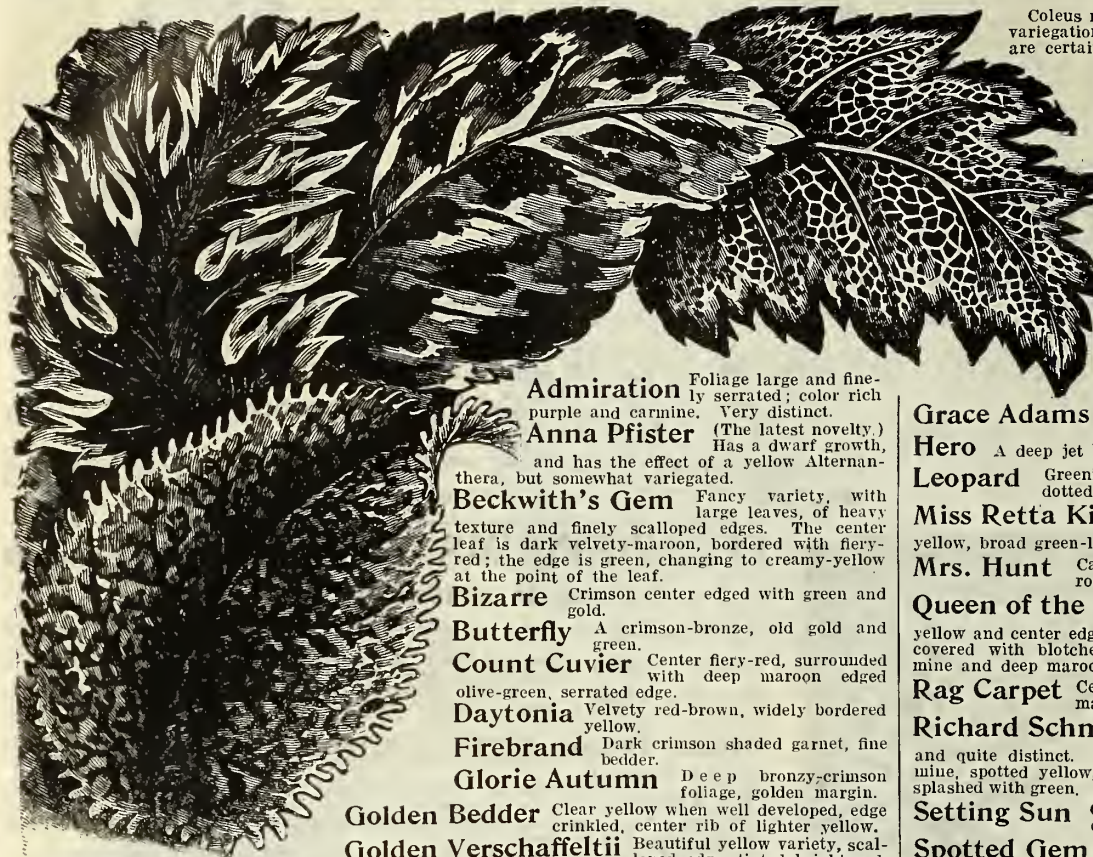 Coleus
variegation
are certai
Admiration Foliage large and fine-
ly serrated; color rich
purple and carmine. Very distinct.
Anna Pfister (The latest novelty.)
Has a dwarf growth,
and has the effect of a yellow Alternan-
thera, but somewhat variegated.
Beckwith's Gem Fancy variety, with
large leaves, of heavy
texture and finely scalloped edges. The center
leaf is dark velvety-maroon, bordered with fiery-
red; the edge is green, changing to creamy-yellow
at the point of the leaf.
Bizarre Crimson center edged with green and
gold.
Butterfly A crimson-bronze, old gold and
green.
Count Cuvier Center fiery-red, surrounded
with deep maroon edged
olive-green, serrated edge.
Daytonia Velvety red-brown, widely bordered
yellow.
Firebrand Dark crimson shaded garnet, fine
bedder.
Glorie Autumn Deep bronzy-crimson
foliage, golden margin.
Golden Bedder Clear yellow when well developed, edge
crinkled, center rib of lighter yellow.
Golden Verschaffeltii Beautiful yellow variety, scal-
Grace Adams
Hero A deep jet
Leopard Green
dotted
Miss Retta Ki
yellow, broad green-l
Mrs. Hunt Ca
ro
Queen of the
yellow and center edg
covered with blotche
mine and deep maroo
Rag Carpet Ce
ma
Richard Schn
and quite distinct.
mine, spotted yellow,
splashed with green.
Setting Sun
Spotted Gem